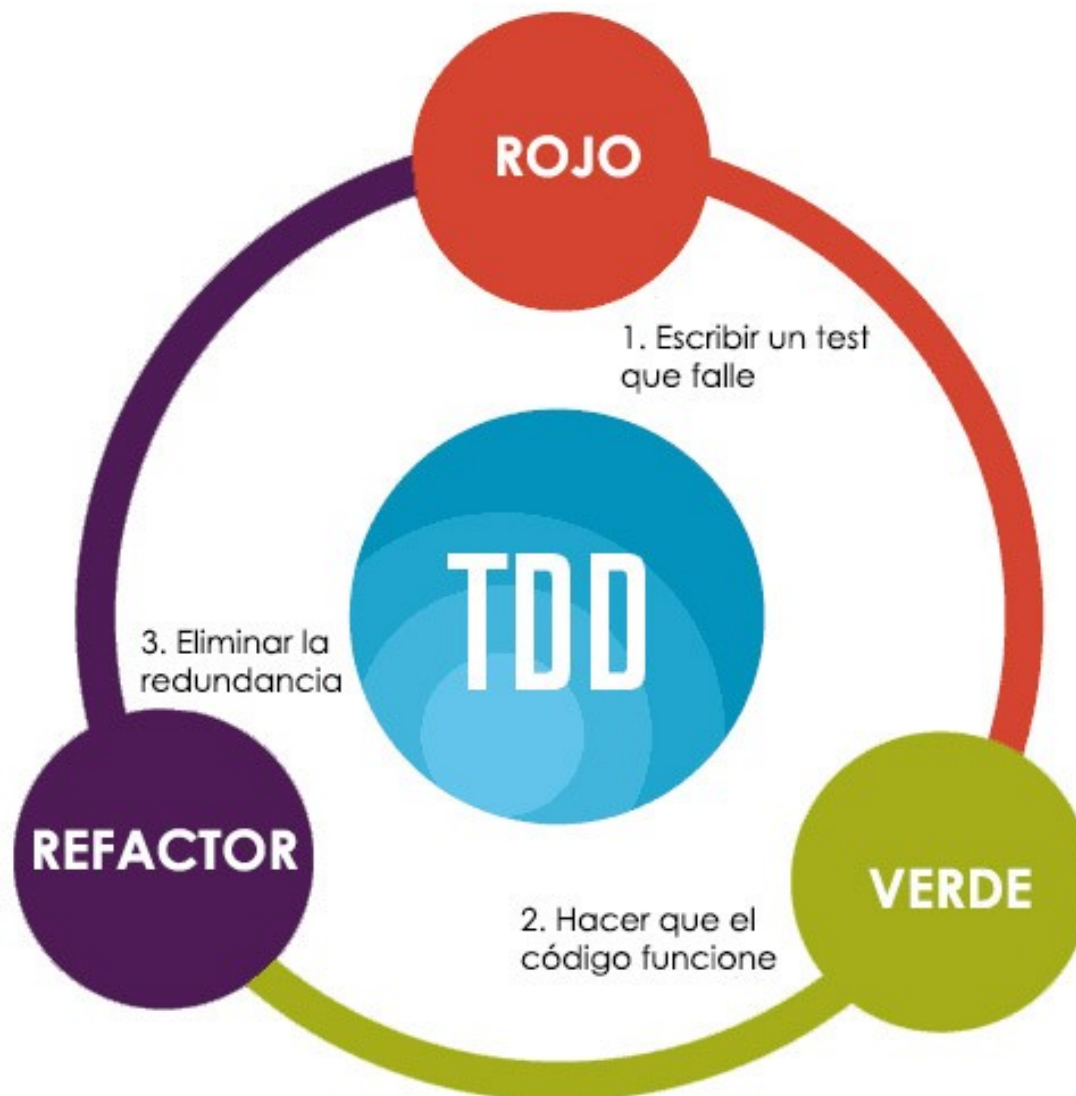 ROJO
1. Escribir un test
que falle
TDD
3. Eliminar la
redundancia
REFACTOR
VERDE
2. Hacer que el
código funcione